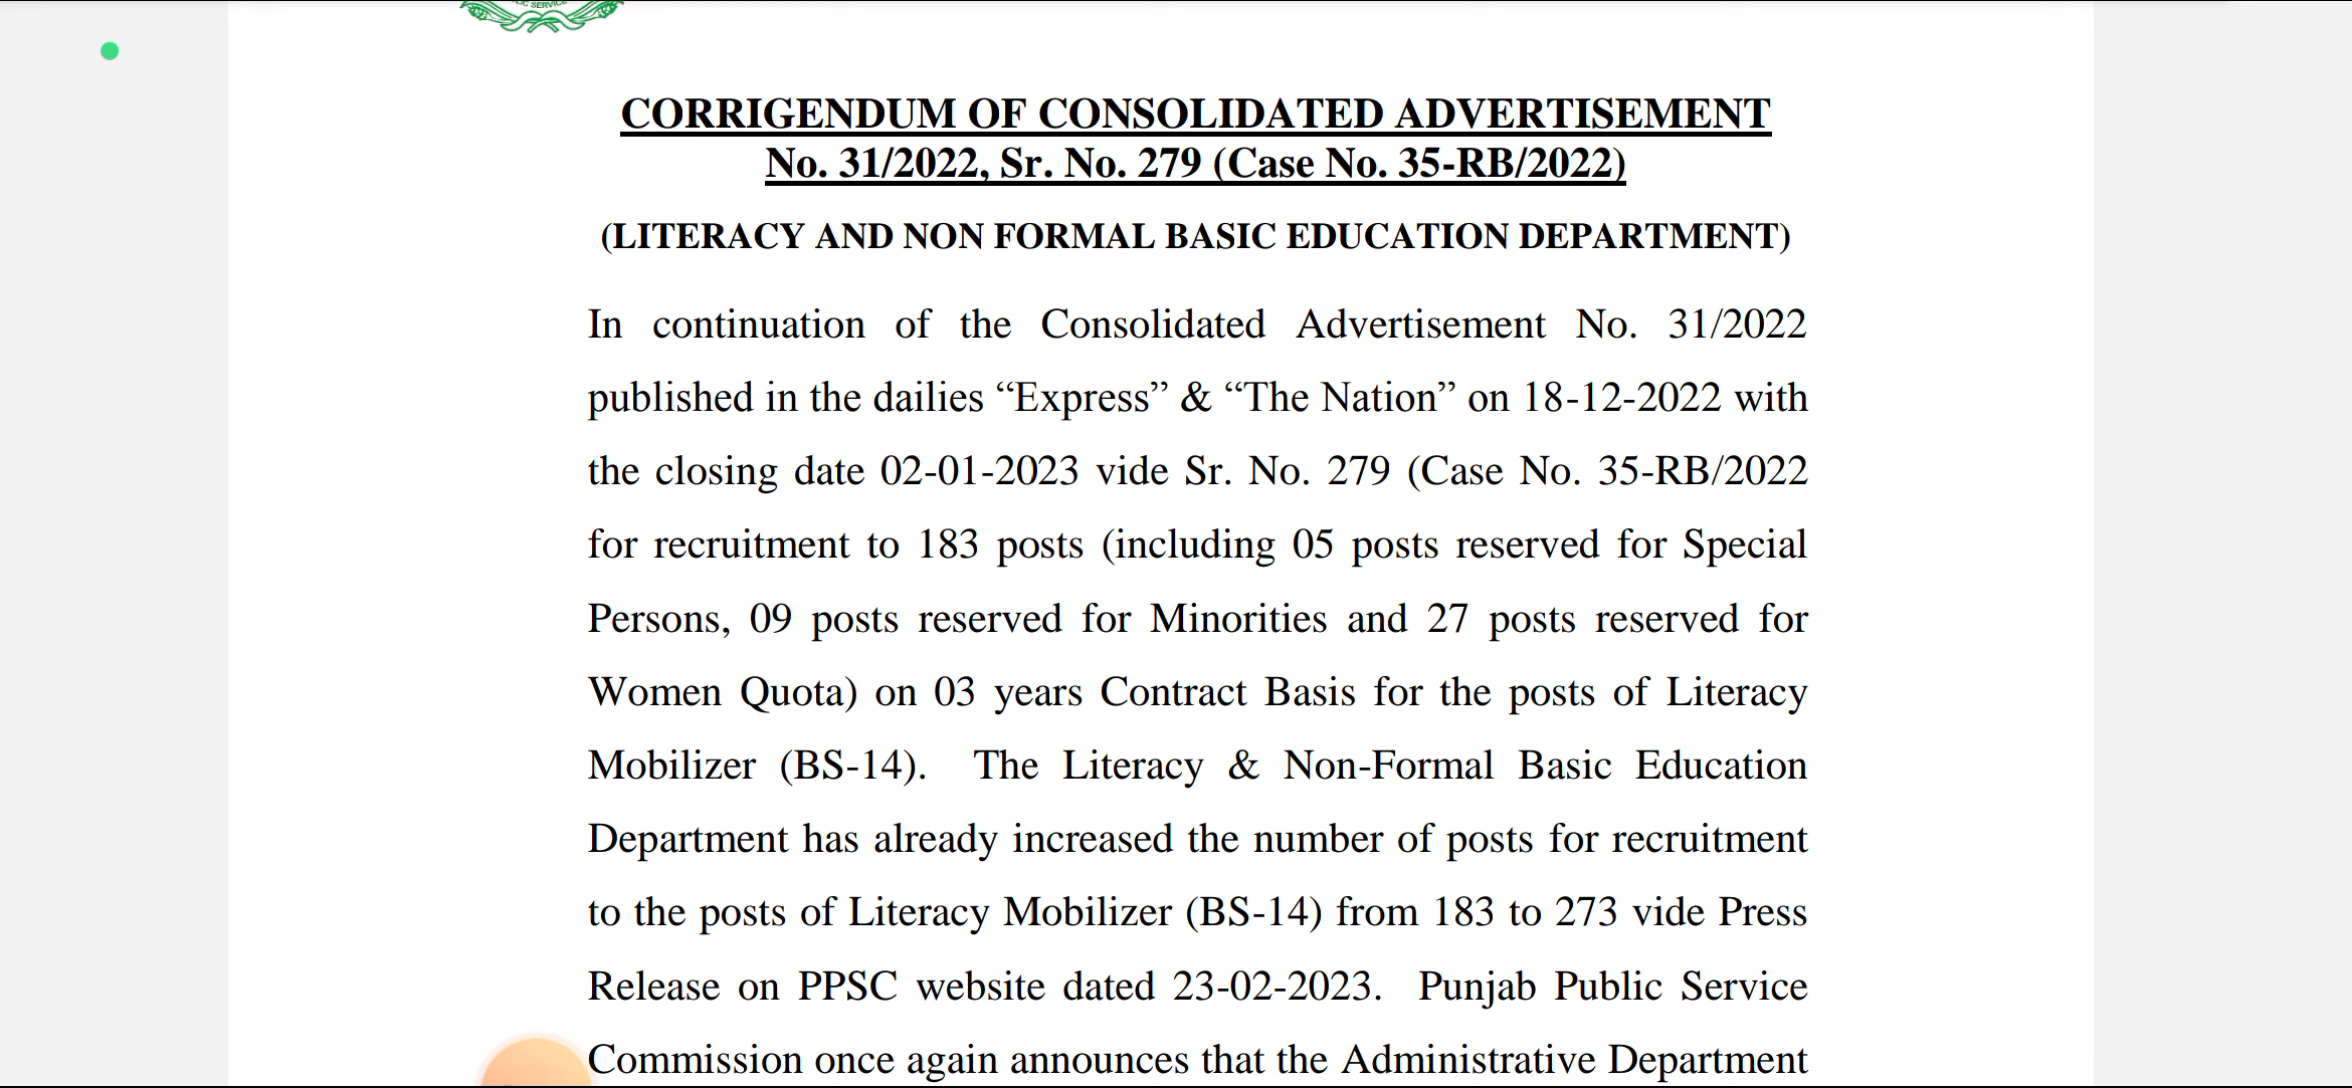 SERVICE
CORRIGENDUM OF CONSOLIDATED ADVERTISEMENT
No. 31/2022, Sr. No. 279 (Case No. 35-RB/2022)
(LITERACY AND NON FORMAL BASIC EDUCATION DEPARTMENT)
In continuation of the Consolidated Advertisement No. 31/2022
published in the dailies “Express” & “The Nation” on 18-12-2022 with
the closing date 02-01-2023 vide Sr. No. 279 (Case No. 35-RB/2022
for recruitment to 183 posts (including 05 posts reserved for Special
Persons, 09 posts reserved for Minorities and 27 posts reserved for
Women Quota) on 03 years Contract Basis for the posts of Literacy
Mobilizer (BS-14). The Literacy & Non-Formal Basic Education
Department has already increased the number of posts for recruitment
to the posts of Literacy Mobilizer (BS-14) from 183 to 273 vide Press
Release on PPSC website dated 23-02-2023. Punjab Public Service
Commission once again announces that the Administrative Department